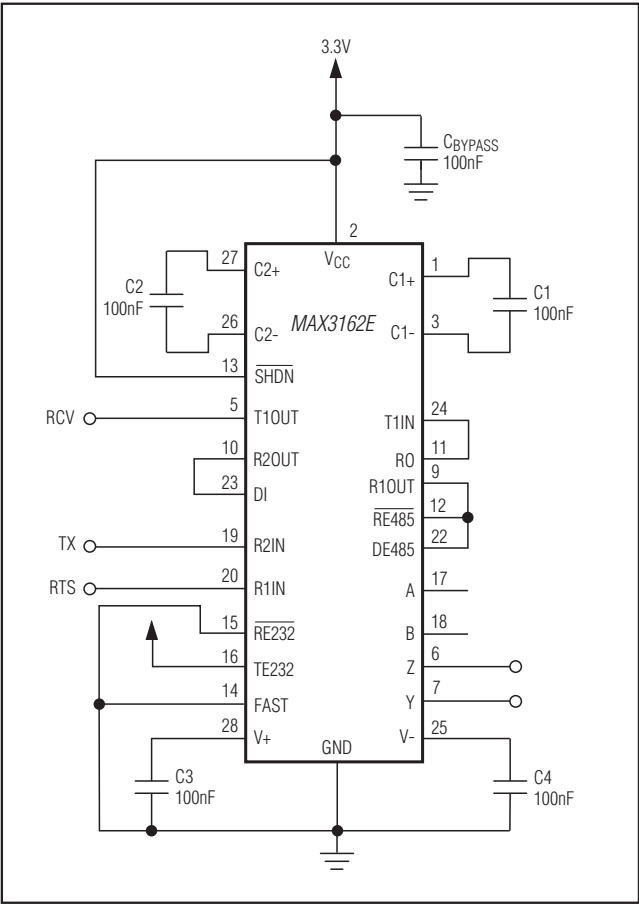 3.3V
CBYPASS
100nF
2
VCC
27
C2+
C2
100nF
26
C2-
13
SHDN
RCV
5
T1OUT
10
R2OUT
23
DI
TX
19
R2IN
RTS
20
R1IN
15
RE232
16
TE232
14
FAST
28
V+
C3
100nF
MAX3162E
1
C1+
C1
100nF
3
C1-
24
T1IN
11
RO
9
R1OUT
12
RE485
22
DE485
17
A
18
B
6
Z
7
Y
25
V-
C4
100nF
GND